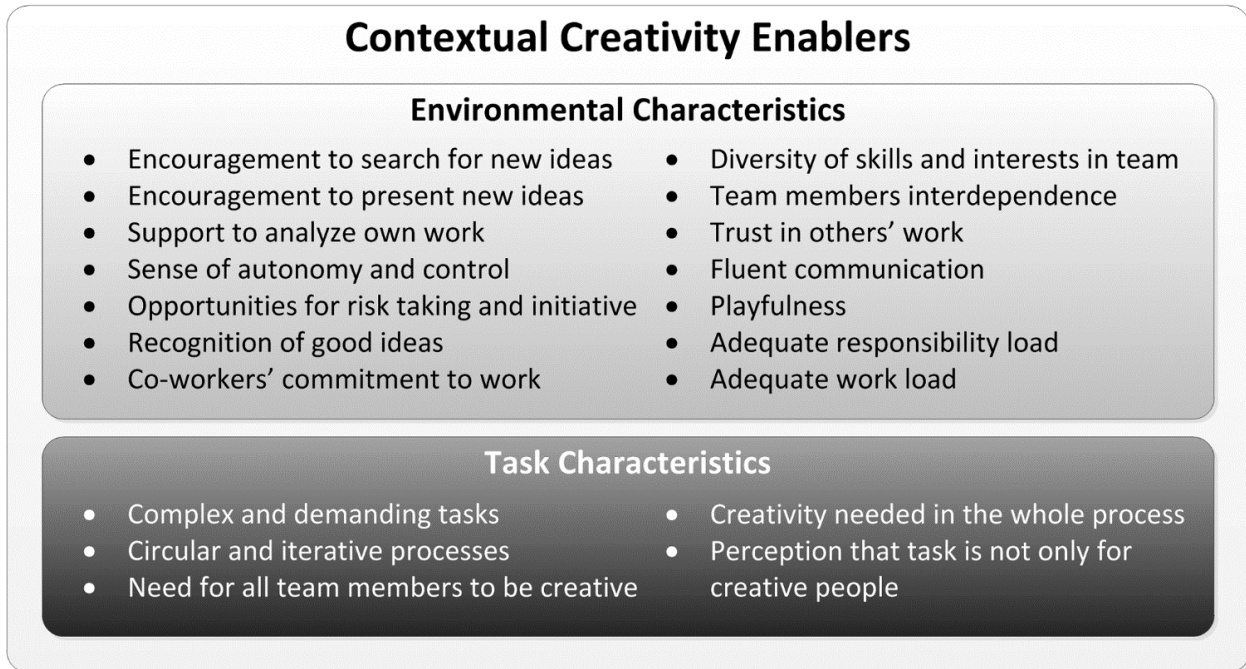 Contextual Creativity Enablers
Environmental Characteristics
• Encouragement to search for new ideas
• Encouragement to present new ideas
• Support to analyze own work
• Sense of autonomy and control
• Opportunities for risk taking and initiative
• Recognition of good ideas
• Co-workers’ commitment to work
• Diversity of skills and interests in team
• Team members interdependence
• Trust in others’ work
• Fluent communication
• Playfulness
• Adequate responsibility load
• Adequate work load
Task Characteristics
• Complex and demanding tasks
• Circular and iterative processes
• Need for all team members to be creative
• Creativity needed in the whole process
• Perception that task is not only for
creative people